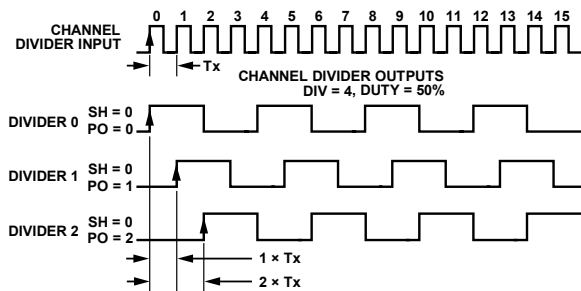 0 1 2 3 4 5 6 7 8 9 10 11 12 13 14 15
CHANNEL
DIVIDER INPUT
Tx
CHANNEL DIVIDER OUTPUTS
DIV = 4, DUTY = 50%
DIVIDER 0
SH = 0
PO = 0
DIVIDER 1
SH = 0
PO = 1
DIVIDER 2
SH = 0
PO = 2
1 × Tx
2 × Tx